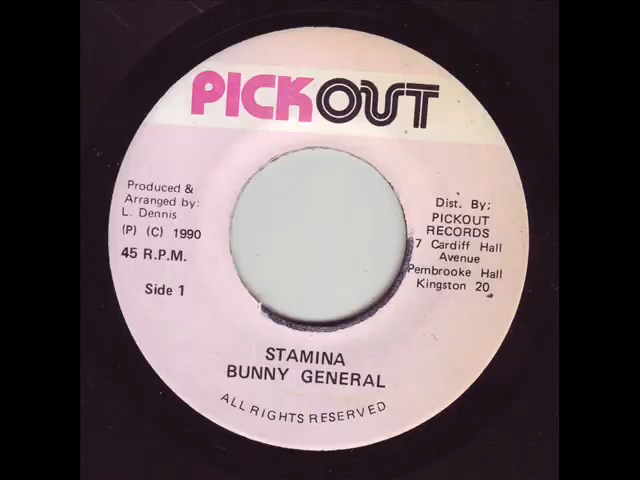 PICKOUT
Produced &
Arranged by:
L. Dennis
(P) (C) 1990
45 R.P.M.
Side 1
Dist. By:
PICKOUT
RECORDS
7 Cardiff Hall
Avenue
Pembrooke Hall
Kingston 20
STAMINA
BUNNY GENERAL
ALL RIGHTS RESERVED